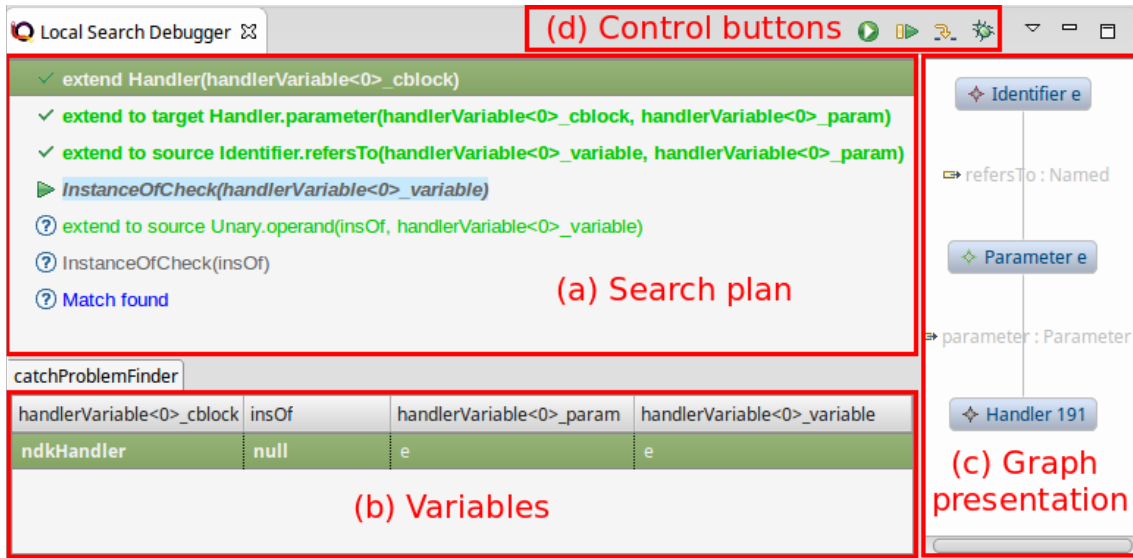 Local Search Debugger
(d) Control buttons
extend Handler(handlerVariable<0>_cblock)
extend to target Handler.parameter(handlerVariable<0>_cblock, handlerVariable<0>_param)
extend to source Identifier.refersTo(handlerVariable<0>_variable, handlerVariable<0>_param)
InstanceOfCheck(handlerVariable<0>_variable)
extend to source Unary.operand(insOf, handlerVariable<0>_variable)
InstanceOfCheck(insOf)
Match found
(a) Search plan
Identifier e
refersTo : Named
Parameter e
parameter : Parameter
Handler 191
(c) Graph
presentation
catchProblemFinder
handlerVariable<0>_cblock insOf handlerVariable<0>_param handlerVariable<0>_variable
ndkHandler null e e
(b) Variables